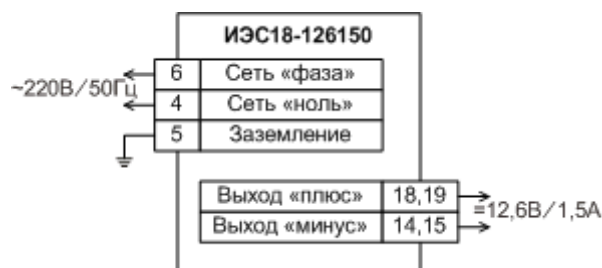 ИЭС18-126150
6 Сеть «фаза»
~220В/50Гц
4 Сеть «ноль»
5 Заземление
Выход «плюс» 18,19
=12,6В/1,5А
Выход «минус» 14,15